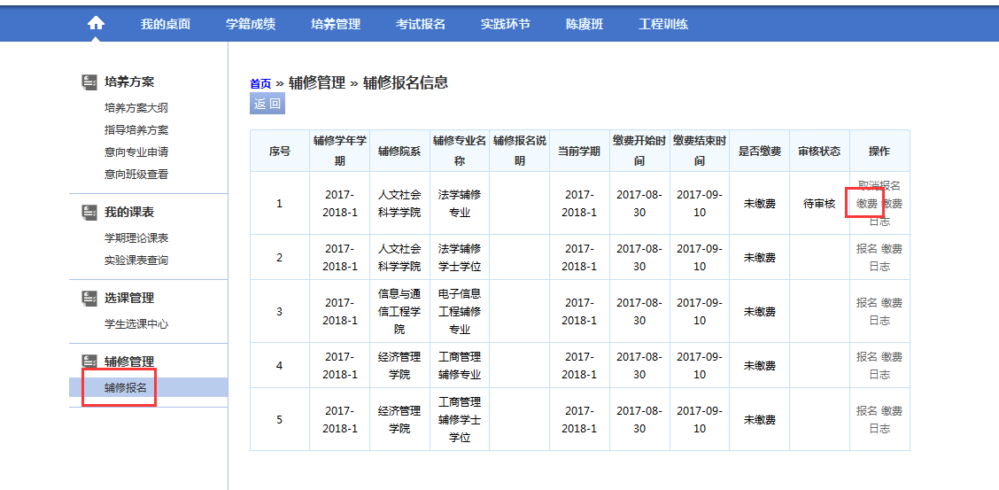 我的桌面 学籍成绩 培养管理 考试报名 实践环节 陈赓班 工程训练
培养方案
培养方案大纲
指导培养方案
意向专业申请
意向班级查看
我的课表
学期理论课表
实验课表查询
选课管理
学生选课中心
辅修管理
辅修报名
首页 » 辅修管理 » 辅修报名信息
返 回
序号
辅修学年学
期
辅修院系
辅修专业名
称
辅修报名说
明
当前学期
缴费开始时
间
缴费结束时
间
是否缴费
审核状态
操作
1
2017-
2018-1
人文社会
科学学院
法学辅修
专业
2017-
2018-1
2017-08-
30
2017-09-
10
未缴费
待审核
取消报名
缴费 缴费
日志
2
2017-
2018-1
人文社会
科学学院
法学辅修
学士学位
2017-
2018-1
2017-08-
30
2017-09-
10
未缴费
报名 缴费
日志
3
2017-
2018-1
信息与通
信工程学
院
电子信息
工程辅修
专业
2017-
2018-1
2017-08-
30
2017-09-
10
未缴费
报名 缴费
日志
4
2017-
2018-1
经济管理
学院
工商管理
辅修专业
2017-
2018-1
2017-08-
30
2017-09-
10
未缴费
报名 缴费
日志
5
2017-
2018-1
经济管理
学院
工商管理
辅修学士
学位
2017-
2018-1
2017-08-
30
2017-09-
10
未缴费
报名 缴费
日志